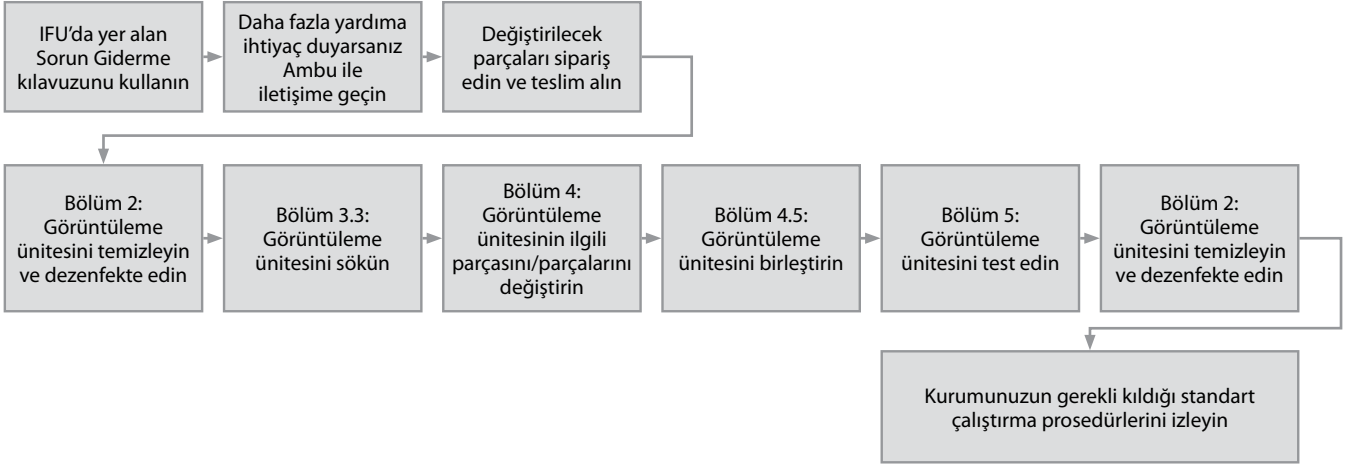 IFU’da yer alan
Sorun Giderme
kılavuzunu kullanın
Daha fazla yardıma
ihtiyaç duyarsanız
Ambu ile
iletişime geçin
Değiştirilecek
parçaları sipariş
edin ve teslim alın
Bölüm 2:
Görüntüleme
ünitesini temizleyin
ve dezenfekte edin
Bölüm 3.3:
Görüntüleme
ünitesini sökün
Bölüm 4:
Görüntüleme
ünitesinin ilgili
parçasını/parçalarını
değiştirin
Bölüm 4.5:
Görüntüleme
ünitesini birleştirin
Bölüm 5:
Görüntüleme
ünitesini test edin
Bölüm 2:
Görüntüleme
ünitesini temizleyin
ve dezenfekte edin
Kurumunuzun gerekli kıldığı standart
çalıştırma prosedürlerini izleyin